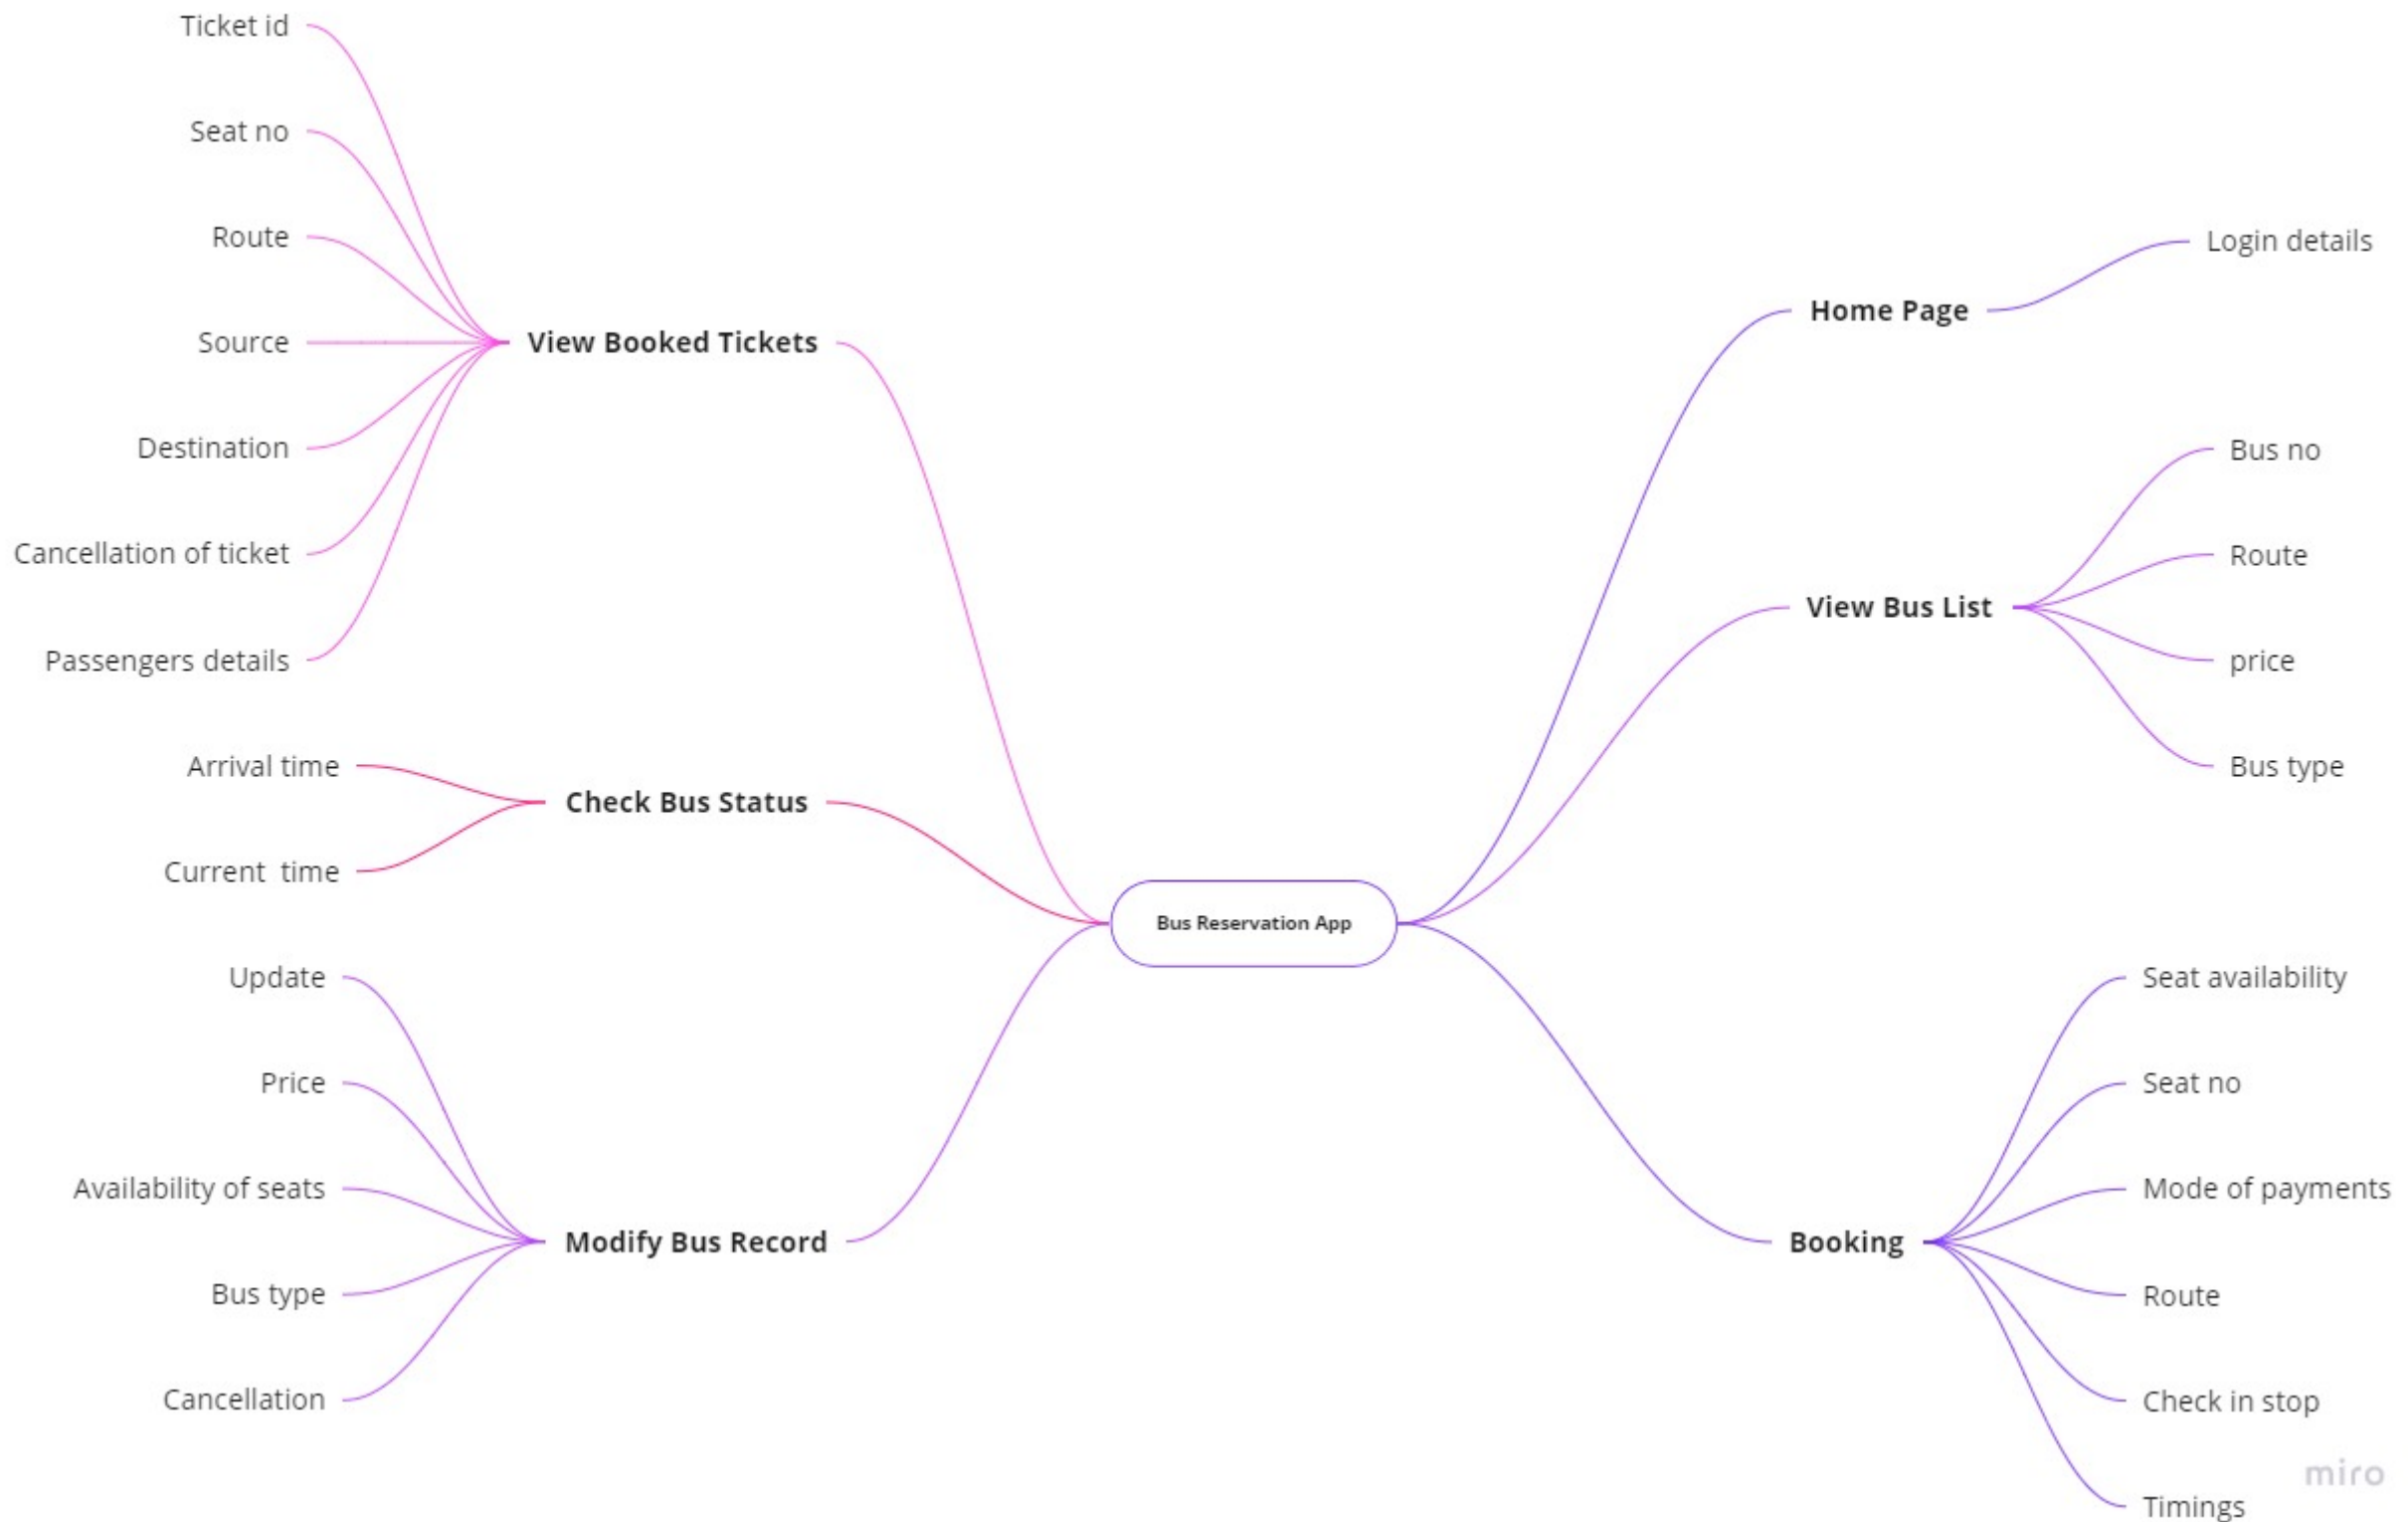 Ticket id
Seat no
Route
Source
Destination
Cancellation of ticket
Passengers details
View Booked Tickets
Arrival time
Current  time
Check Bus Status
Update
Price
Availability of seats
Bus type
Cancellation
Modify Bus Record
Bus Reservation App
Home Page
Login details
View Bus List
Bus no
Route
price
Bus type
Booking
Seat availability
Seat no
Mode of payments
Route
Check in stop
Timings
miro